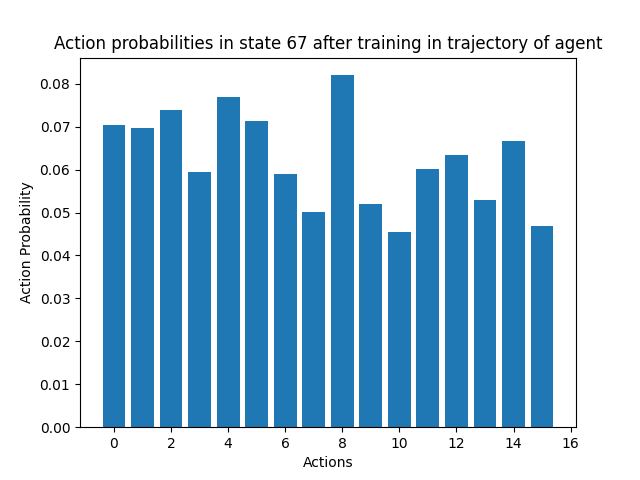 Action probabilities in state 67 after training in trajectory of agent
0.08
0.07
0.06
0.05
0.04
0.03
0.02
0.01
0.00
Action Probability
0 2 4 6 8 10 12 14 16
Actions